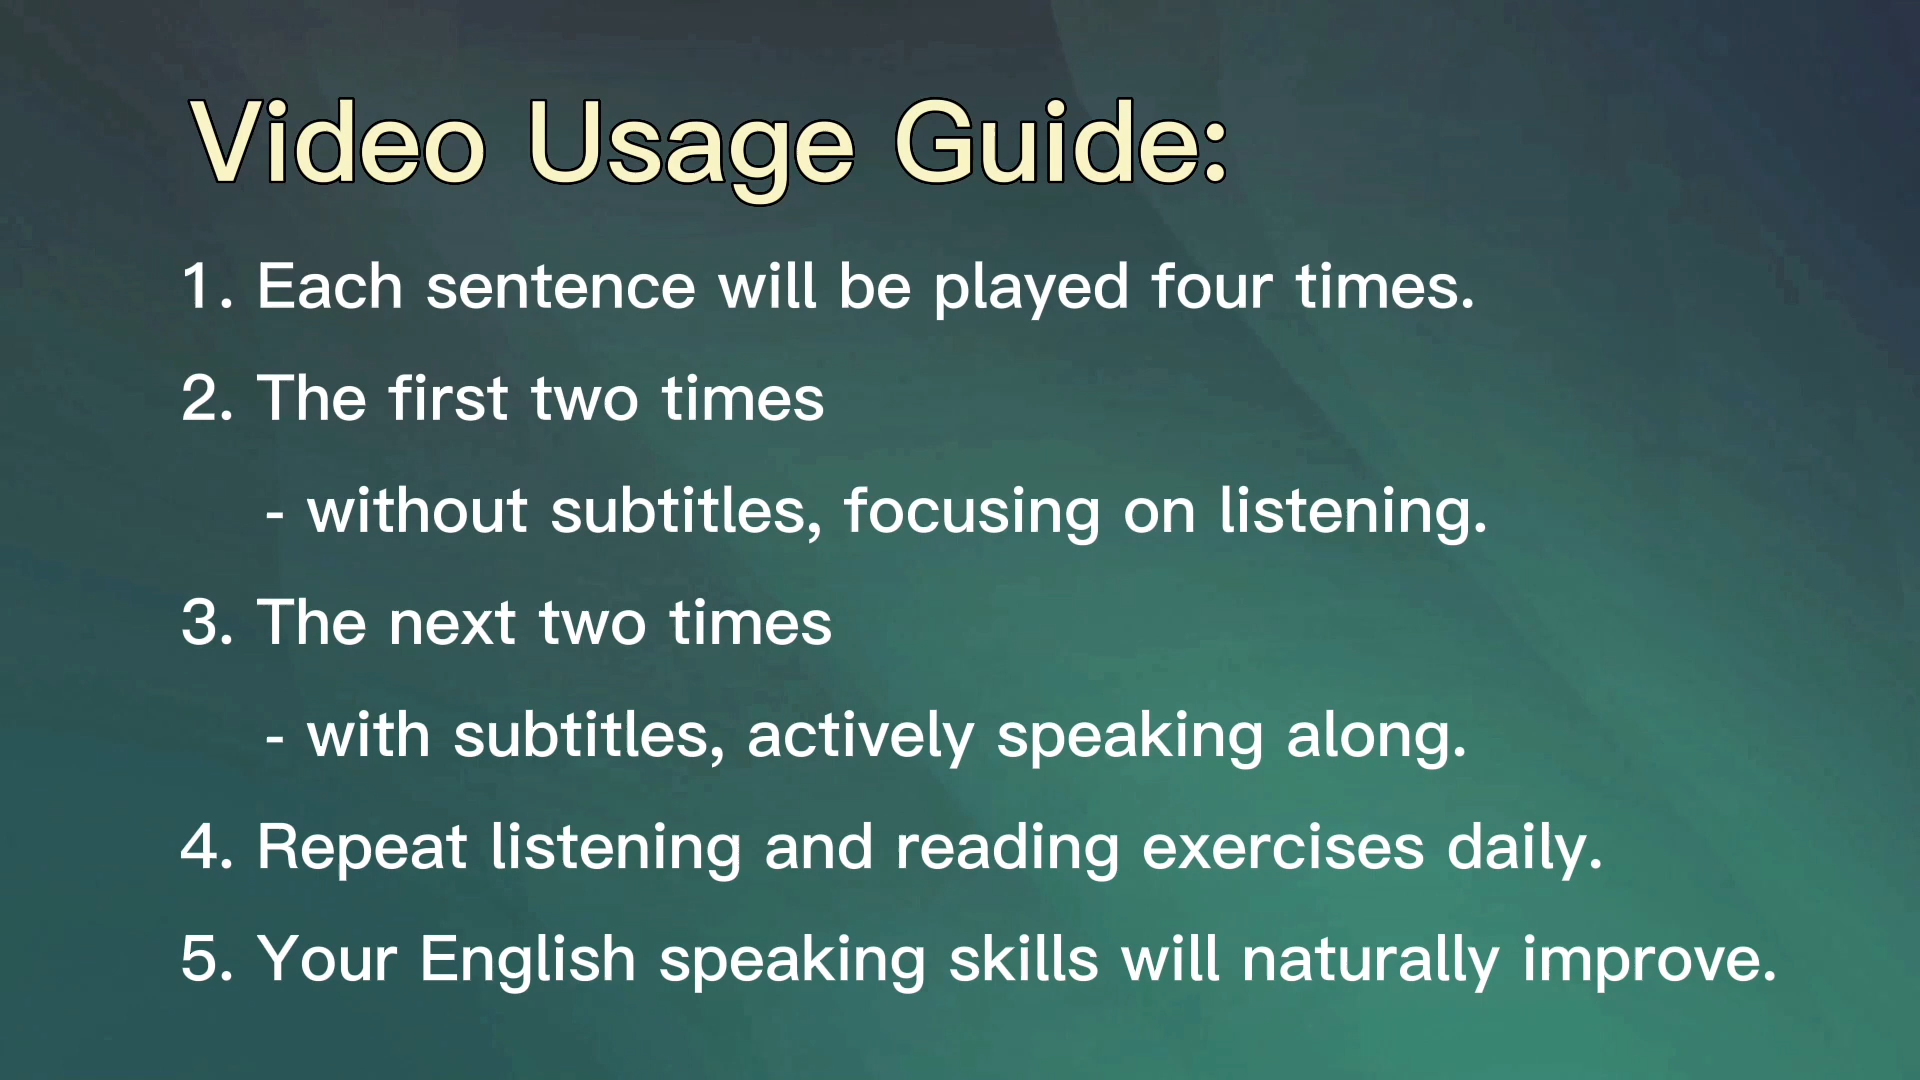 Video Usage Guide:
1. Each sentence will be played four times.
2. The first two times
- without subtitles, focusing on listening.
3. The next two times
- with subtitles, actively speaking along.
4. Repeat listening and reading exercises daily.
5. Your English speaking skills will naturally improve.